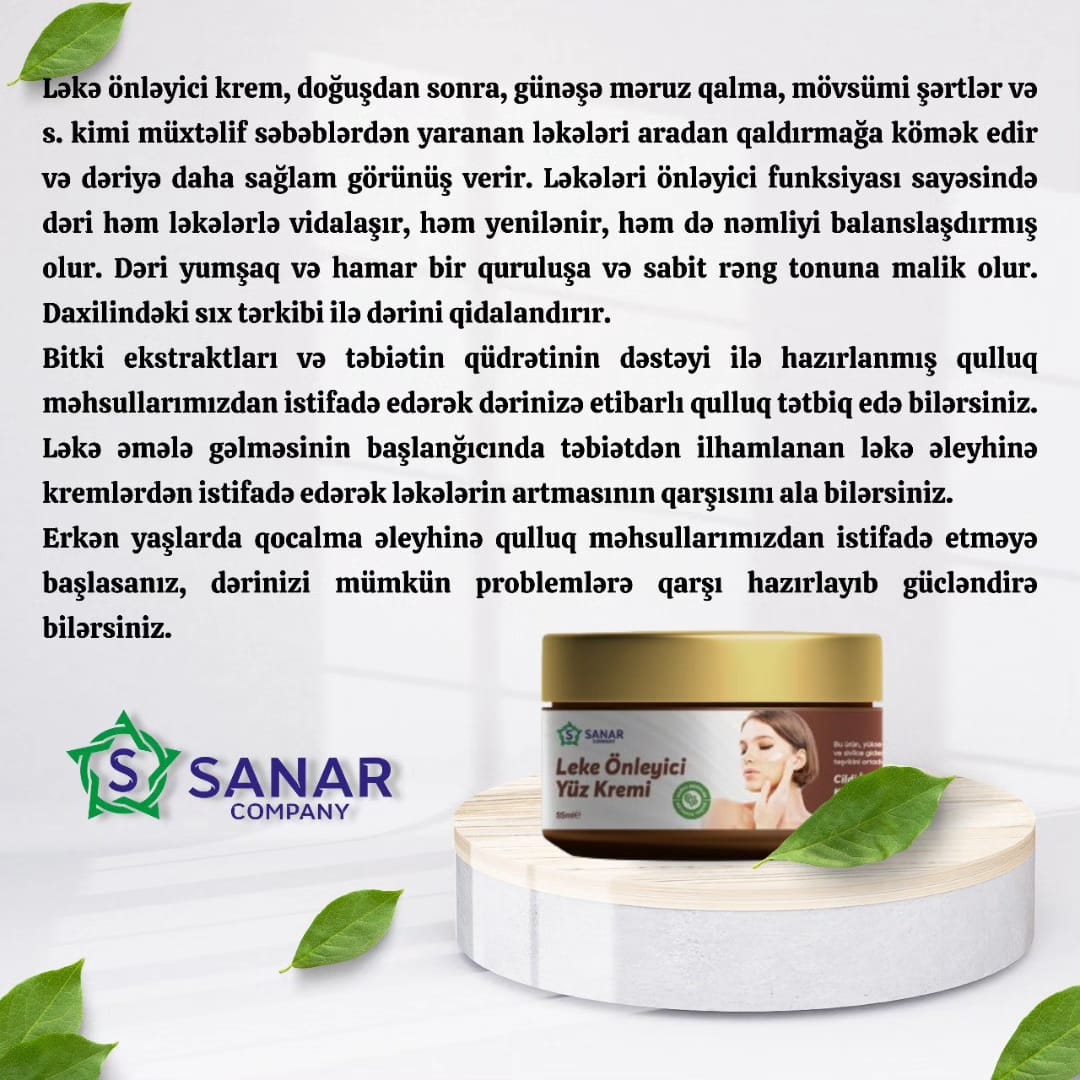 Ləkə önləyici krem, doğuşdan sonra, günəşə məruz qalma, mövsümi şərtlər və
s. kimi müxtəlif səbəblərdən yaranan ləkələri aradan qaldırmağa kömək edir
və dəriyə daha sağlam görünüş verir. Ləkələri önləyici funksiyası sayəsində
dəri həm ləkələrlə vidalaşır, həm yenilənir, həm də nəmliyi balanslaşdırmış
olur. Dəri yumşaq və hamar bir quruluşa və sabit rəng tonuna malik olur.
Daxilindəki sıx tərkibi ilə dərini qidalandırır.
Bitki ekstraktları və təbiətin qüdrətinin dəstəyi ilə hazırlanmış qulluq
məhsullarımızdan istifadə edərək dərinizə etibarlı qulluq tətbiq edə bilərsiniz.
Ləkə əmələ gəlməsinin başlanğıcında təbiətdən ilhamlanan ləkə əleyhinə
kremlərdən istifadə edərək ləkələrin artmasının qarşısını ala bilərsiniz.
Erkən yaşlarda qocalma əleyhinə qulluq məhsullarımızdan istifadə etməyə
başlasanız, dərinizi mümkün problemlərə qarşı hazırlayıb gücləndirə
bilərsiniz.
S SANAR
COMPANY
S SANAR
COMPANY
Leke Önleyici
Yüz Kremi
Bu ürün,
ve sivilce